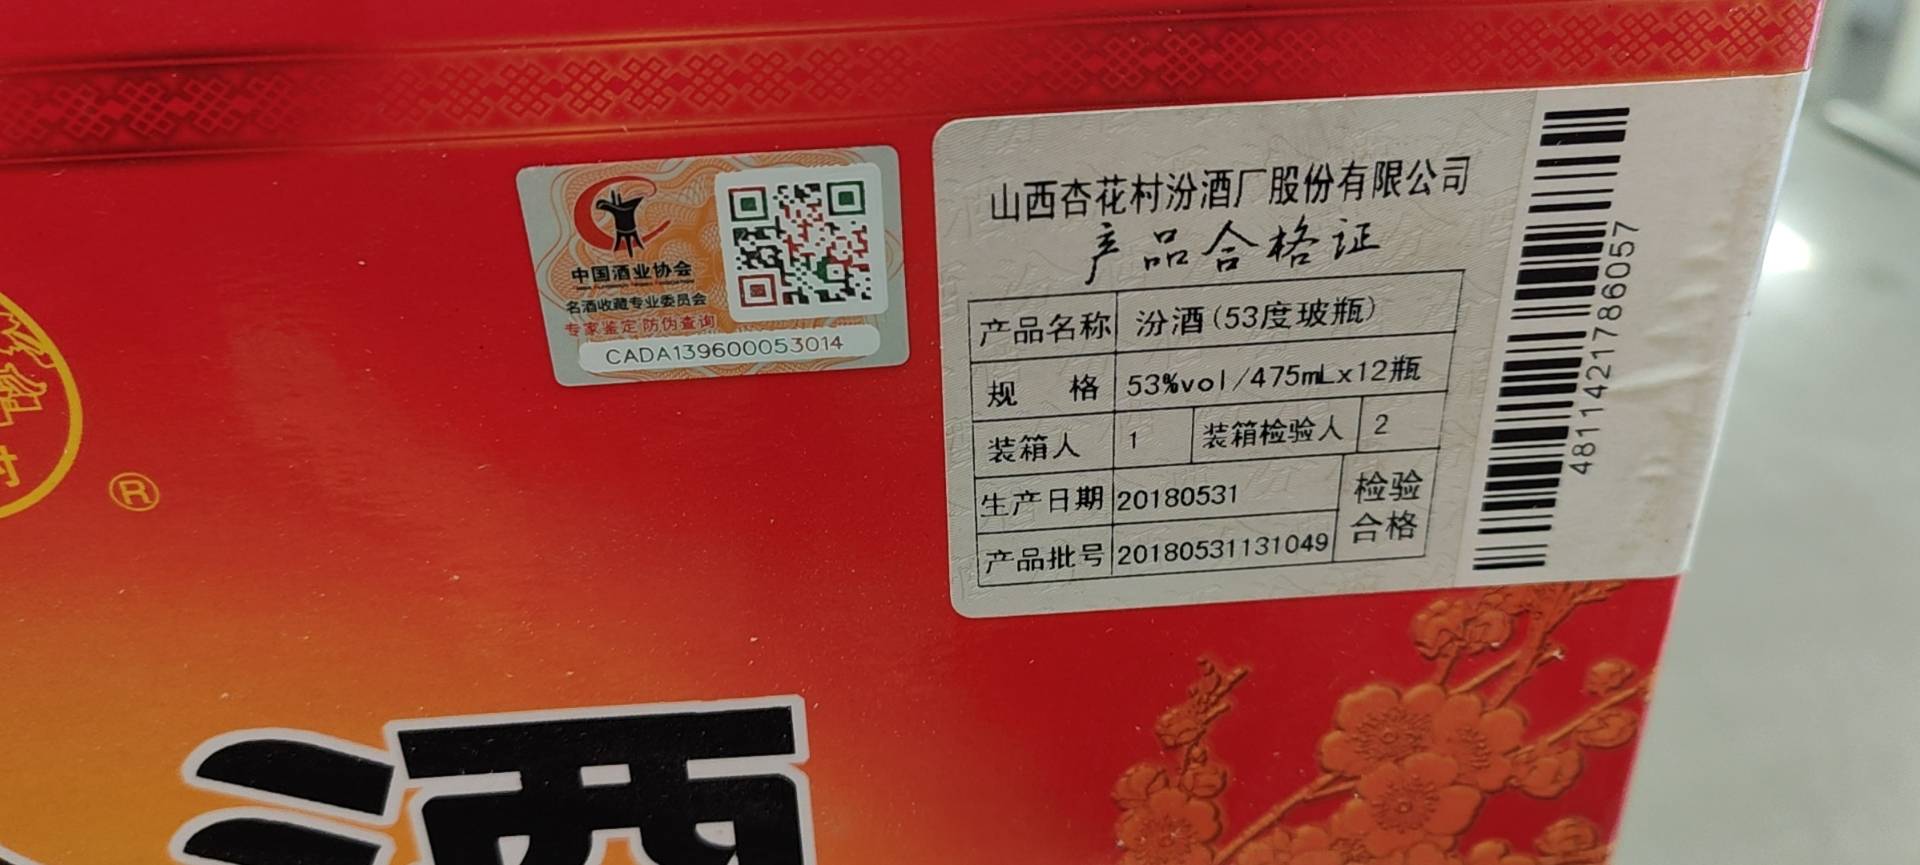 中国酒业协会
名酒收藏专业委员会
专家鉴定 防伪查询
CADA139600053014
山西杏花村汾酒厂股份有限公司
产品合格证
产品名称 汾酒(53度玻瓶)
规 格 53%vol/475mLx12瓶
装箱人 1 装箱检验人 2
生产日期 20180531
检验合格
产品批号 20180531131049
48114217786057
®
酒